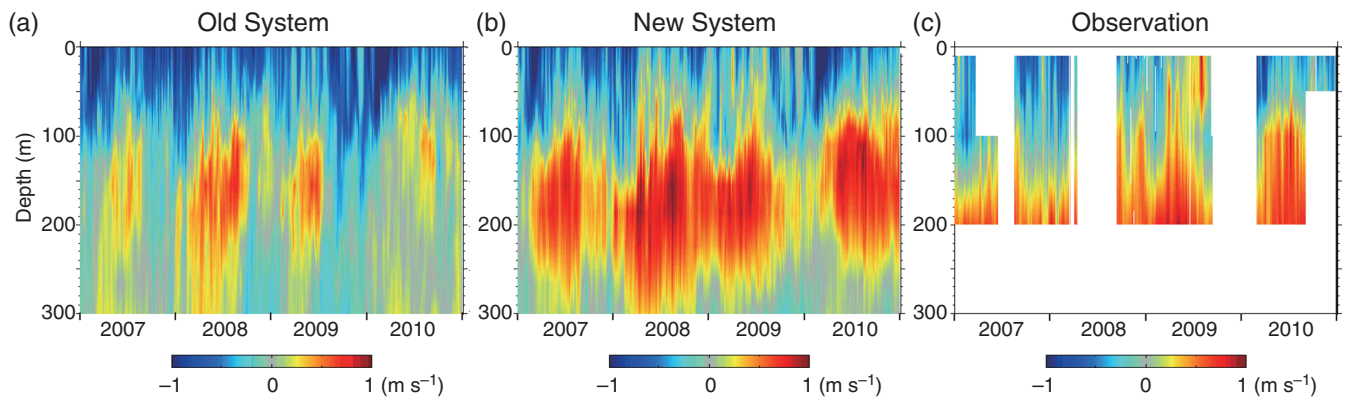 (a) Old System (b) New System (c) Observation
0 0 0
100 100 100
Depth (m)
200 200 200
300 300 300
2007 2008 2009 2010 2007 2008 2009 2010 2007 2008 2009 2010
−1 0 1 (m s⁻¹) −1 0 1 (m s⁻¹) −1 0 1 (m s⁻¹)